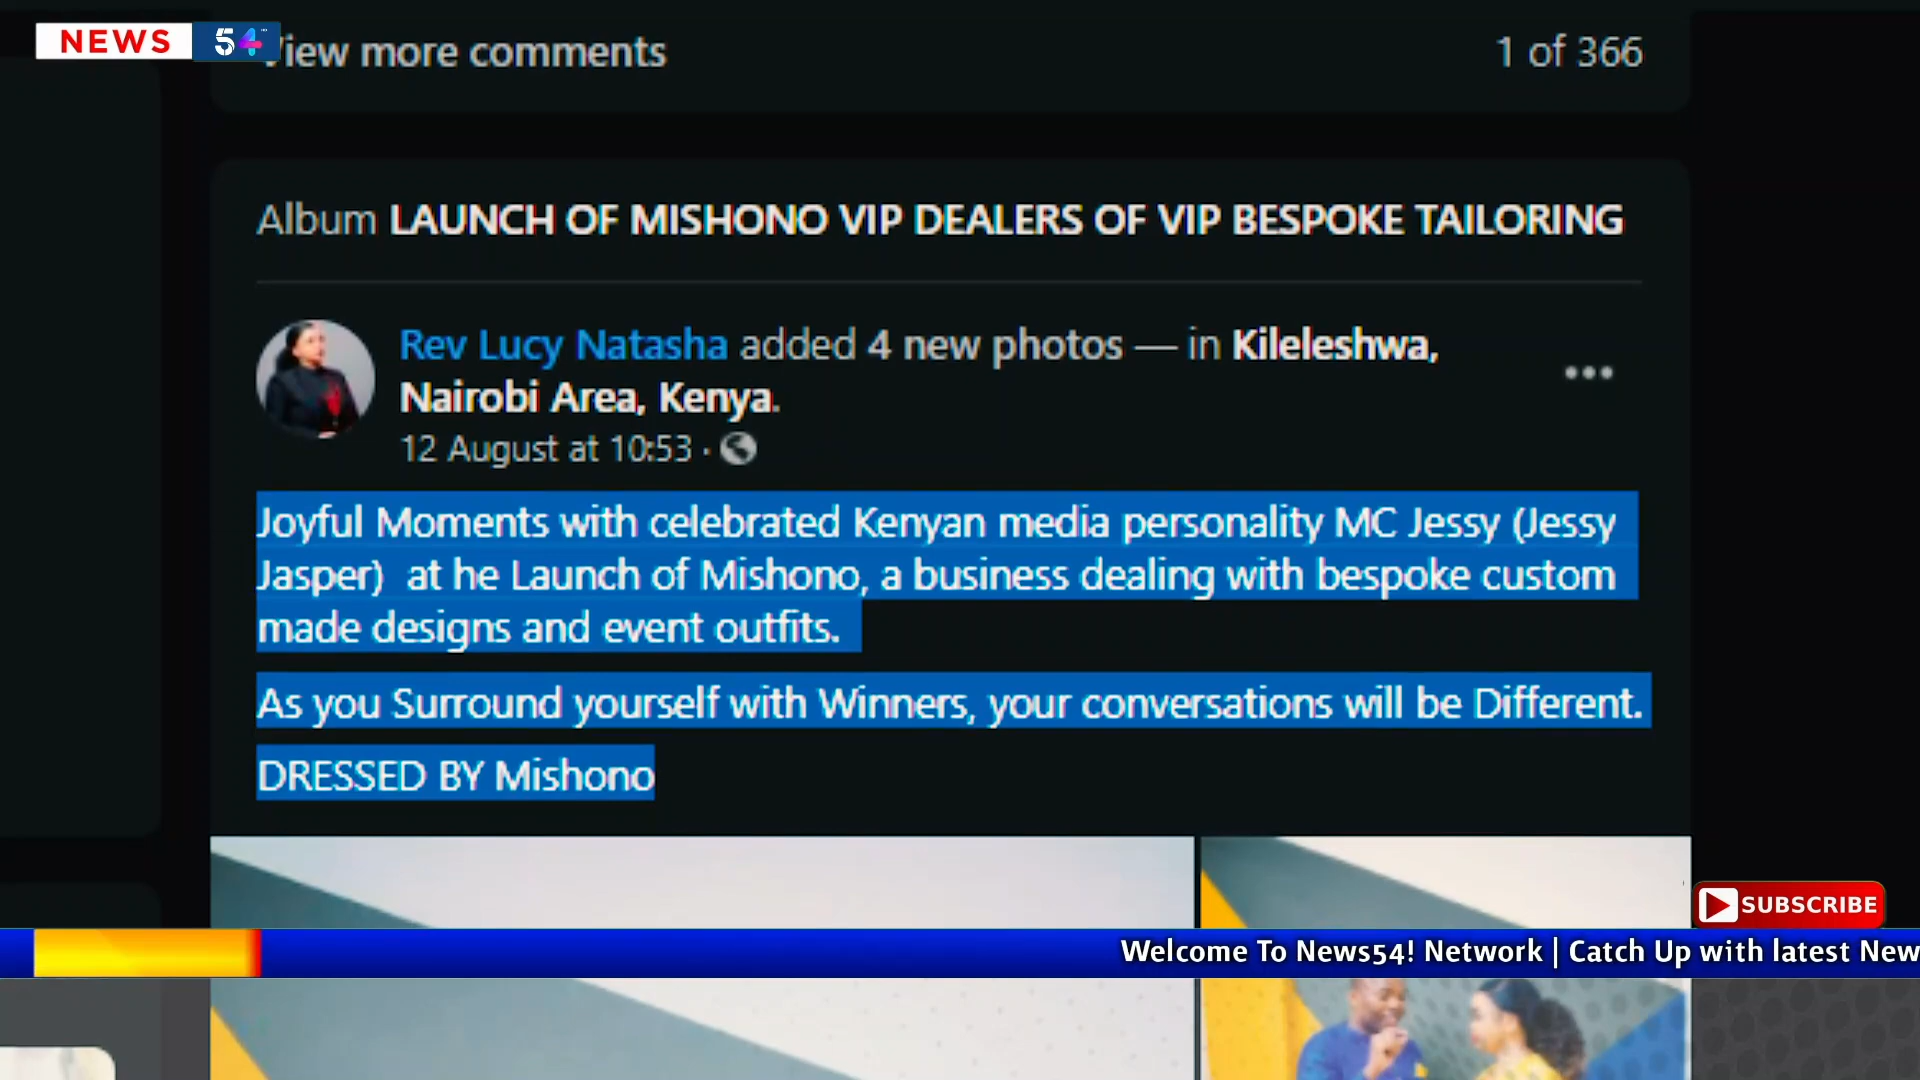 NEWS 54
View more comments 1 of 366
Album LAUNCH OF MISHONO VIP DEALERS OF VIP BESPOKE TAILORING
Rev Lucy Natasha added 4 new photos — in Kileleshwa,
Nairobi Area, Kenya.
12 August at 10:53 ·
Joyful Moments with celebrated Kenyan media personality MC Jessy (Jessy
Jasper)  at he Launch of Mishono, a business dealing with bespoke custom
made designs and event outfits.
As you Surround yourself with Winners, your conversations will be Different.
DRESSED BY Mishono
SUBSCRIBE
Welcome To News54! Network | Catch Up with latest New